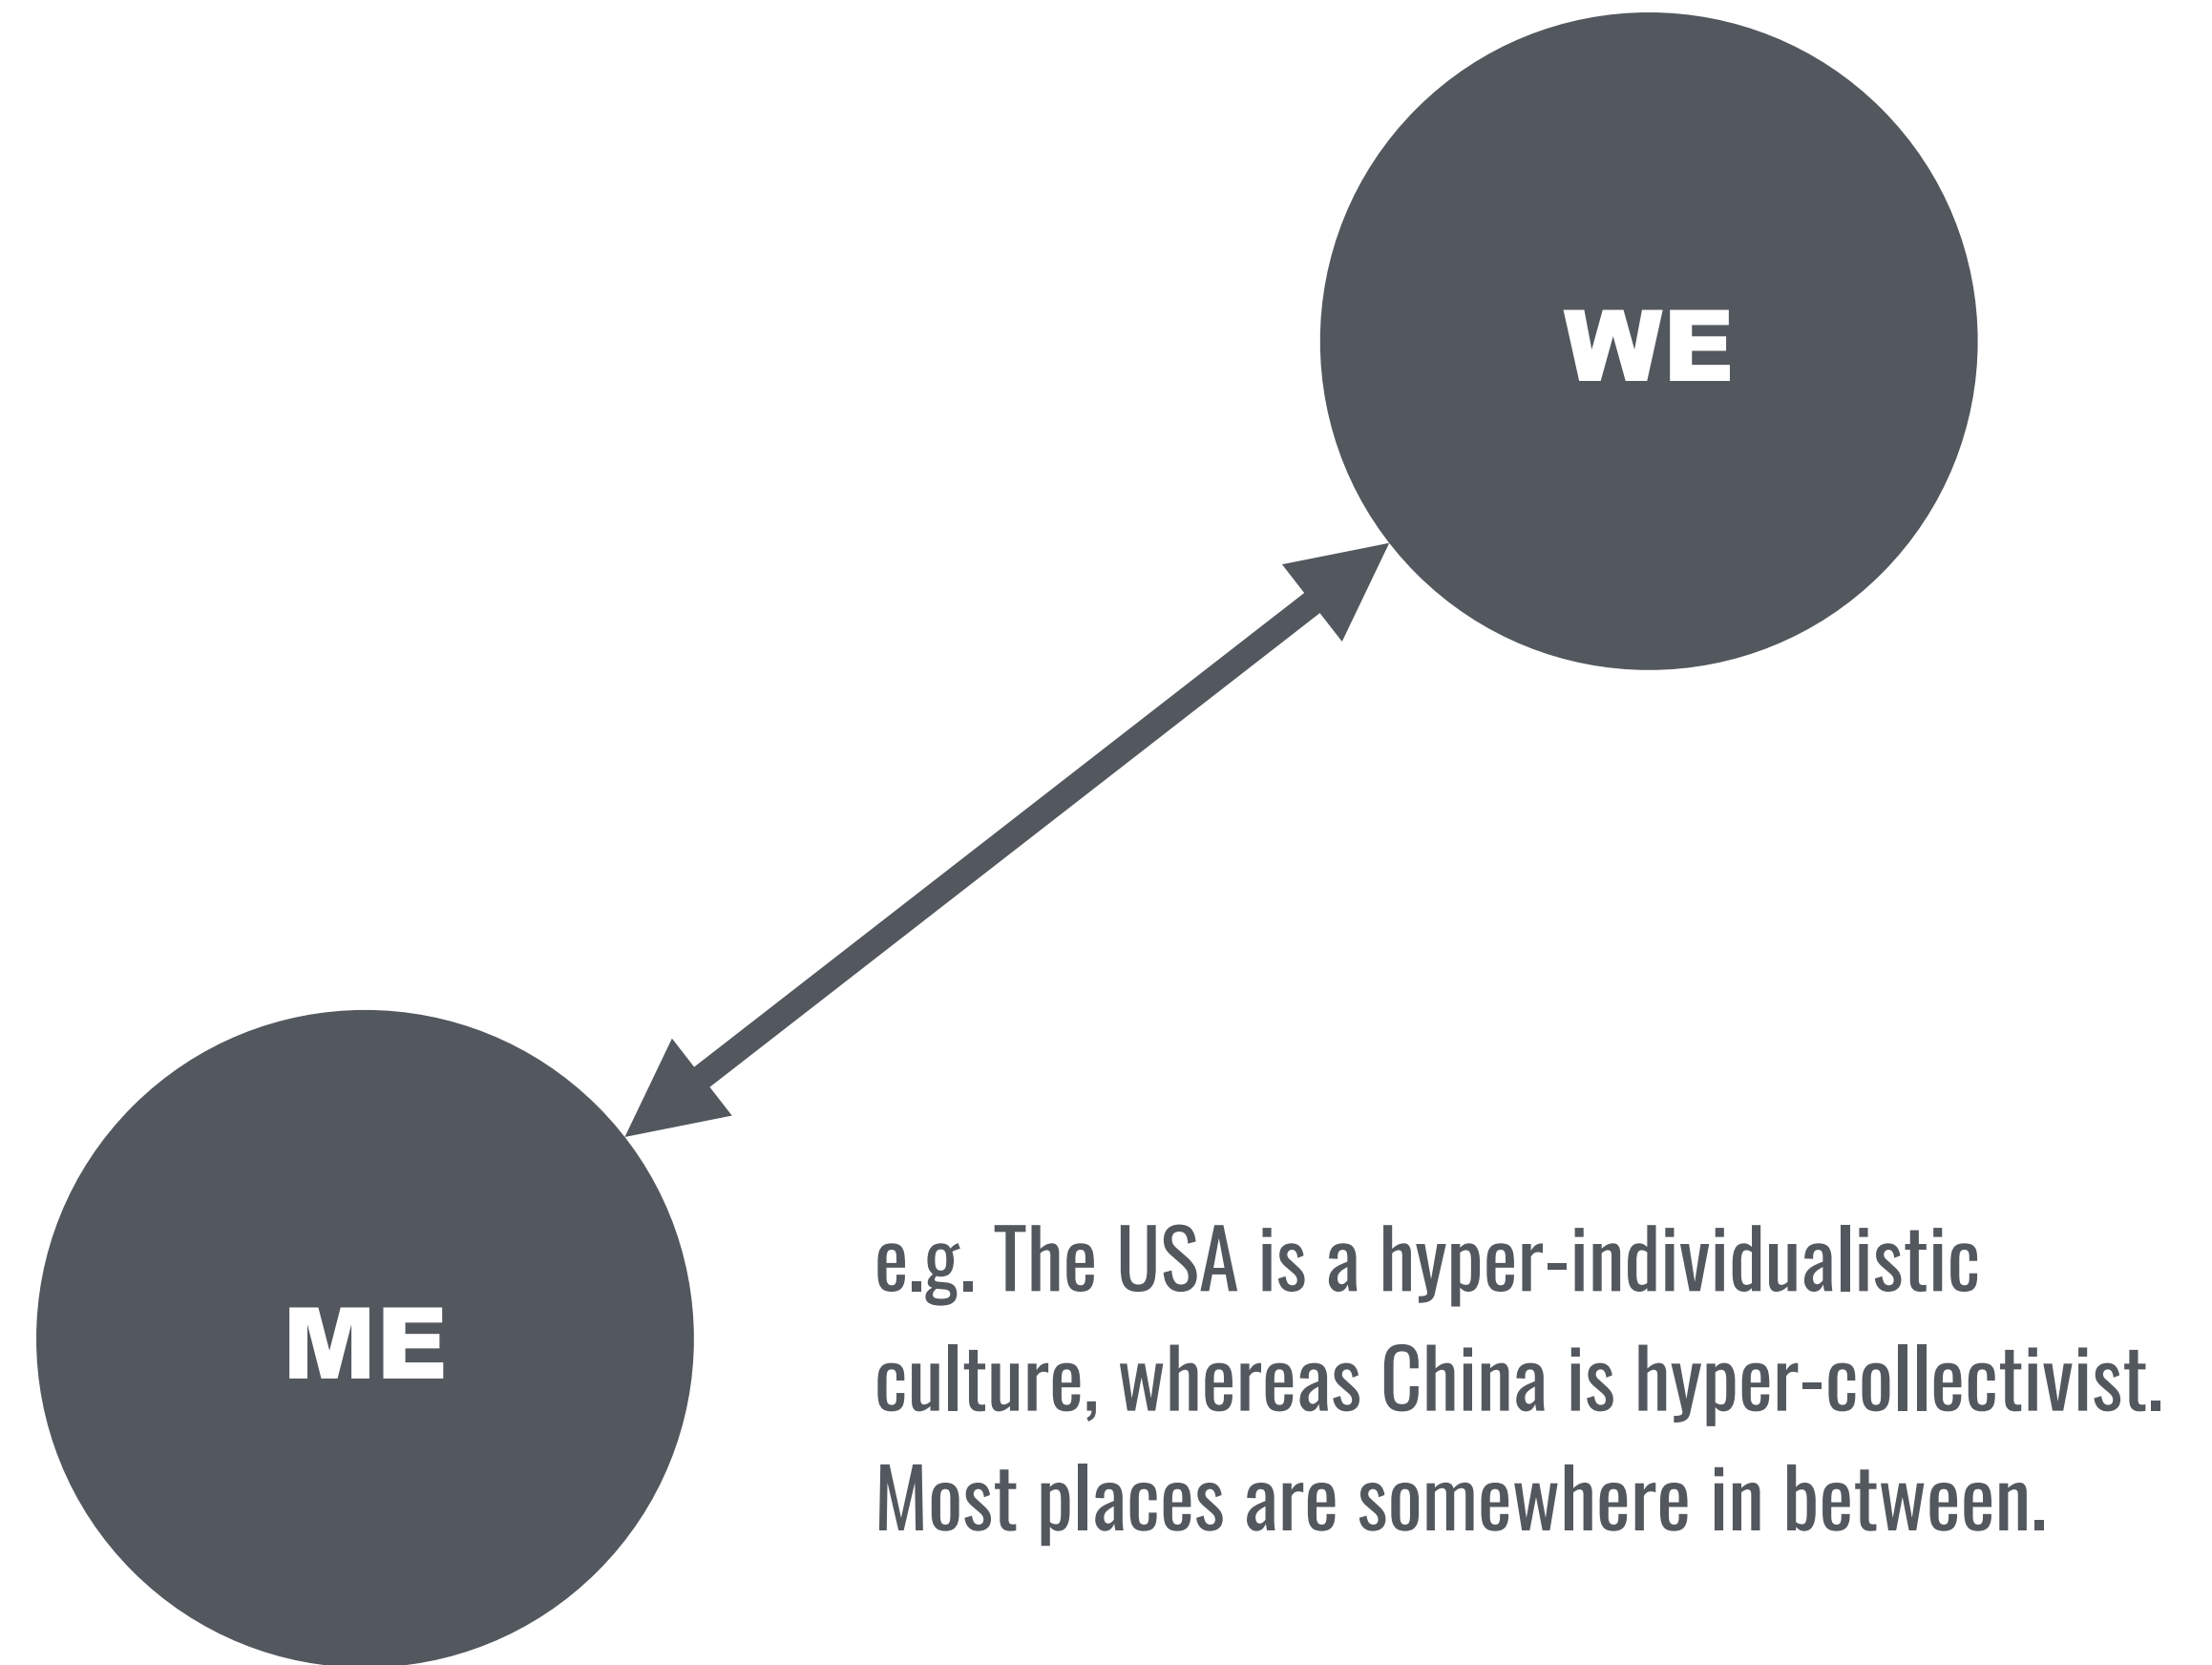 WE
ME
e.g. The USA is a hyper-individualistic
culture, whereas China is hyper-collectivist.
Most places are somewhere in between.